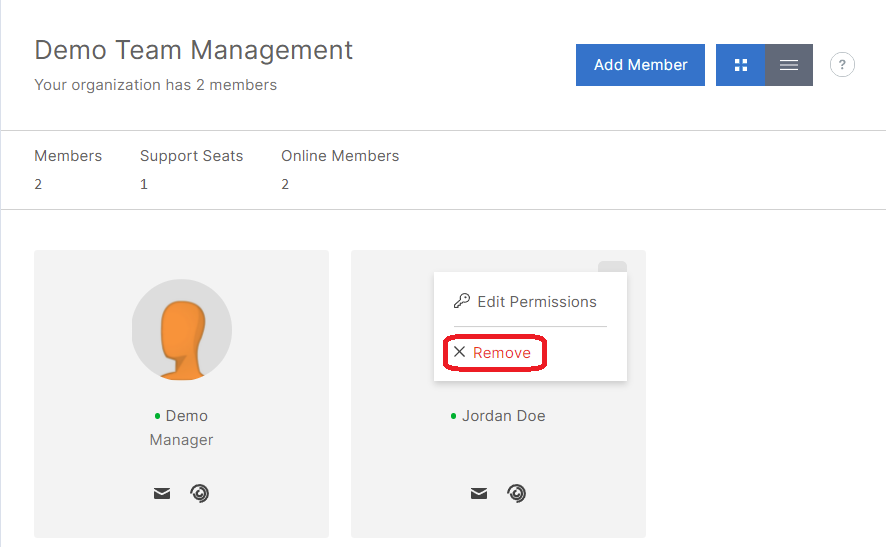 Demo Team Management
Your organization has 2 members
Add Member
?
Members Support Seats Online Members
2 1 2
Edit Permissions
Remove
Demo
Manager
Jordan Doe